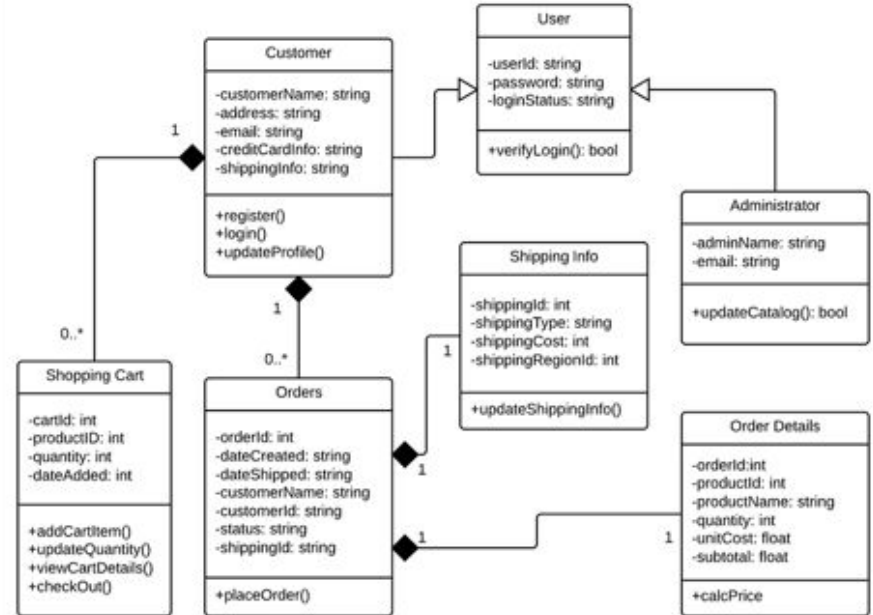 User
-userId: string
-password: string
-loginStatus: string
+verifyLogin(): bool
Customer
-customerName: string
-address: string
-email: string
-creditCardInfo: string
-shippingInfo: string
+register()
+login()
+updateProfile()
1
0..*
1
0..*
Administrator
-adminName: string
-email: string
+updateCatalog(): bool
Shipping Info
-shippingId: int
-shippingType: string
-shippingCost: int
-shippingRegionId: int
+updateShippingInfo()
1
1
Shopping Cart
-cartId: int
-productID: int
-quantity: int
-dateAdded: int
+addCartItem()
+updateQuantity()
+viewCartDetails()
+checkOut()
Orders
-orderId: int
-dateCreated: string
-dateShipped: string
-customerName: string
-customerId: string
-status: string
-shippingId: string
+placeOrder()
1
1
Order Details
-orderId:int
-productId: int
-productName: string
-quantity: int
-unitCost: float
-subtotal: float
+calcPrice